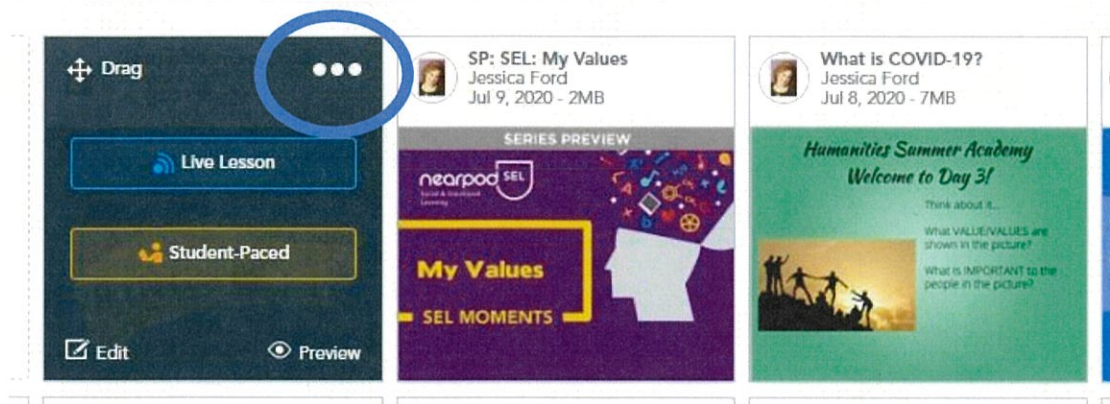 Drag
Live Lesson
Student-Paced
Edit
Preview
SP: SEL: My Values
Jessica Ford
Jul 9, 2020 - 2MB
SERIES PREVIEW
nearpod SEL
Social & Emotional
Learning
My Values
SEL MOMENTS
What is COVID-19?
Jessica Ford
Jul 8, 2020 - 7MB
Humanities Summer Academy
Welcome to Day 3!
Think about it...
What VALUE/VALUES are
shown in the picture?
What is IMPORTANT to the
people in the picture?